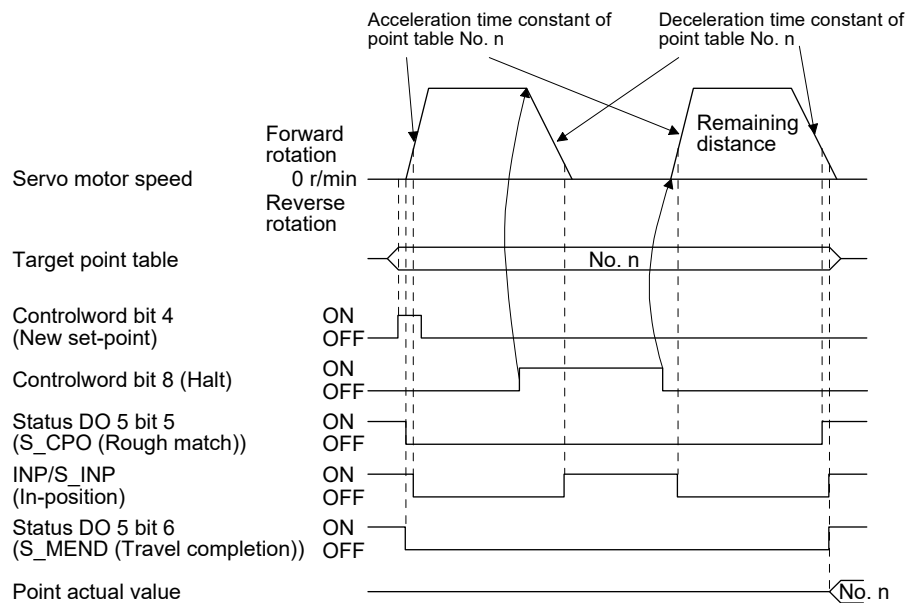 Acceleration time constant of
point table No. n
Deceleration time constant of
point table No. n
Forward
rotation
Remaining
distance
Servo motor speed
0 r/min
Reverse
rotation
Target point table
No. n
Controlword bit 4
(New set-point)
ON
OFF
Controlword bit 8 (Halt)
ON
OFF
Status DO 5 bit 5
(S_CPO (Rough match))
ON
OFF
INP/S_INP
(In-position)
ON
OFF
Status DO 5 bit 6
(S_MEND (Travel completion))
ON
OFF
Point actual value
No. n